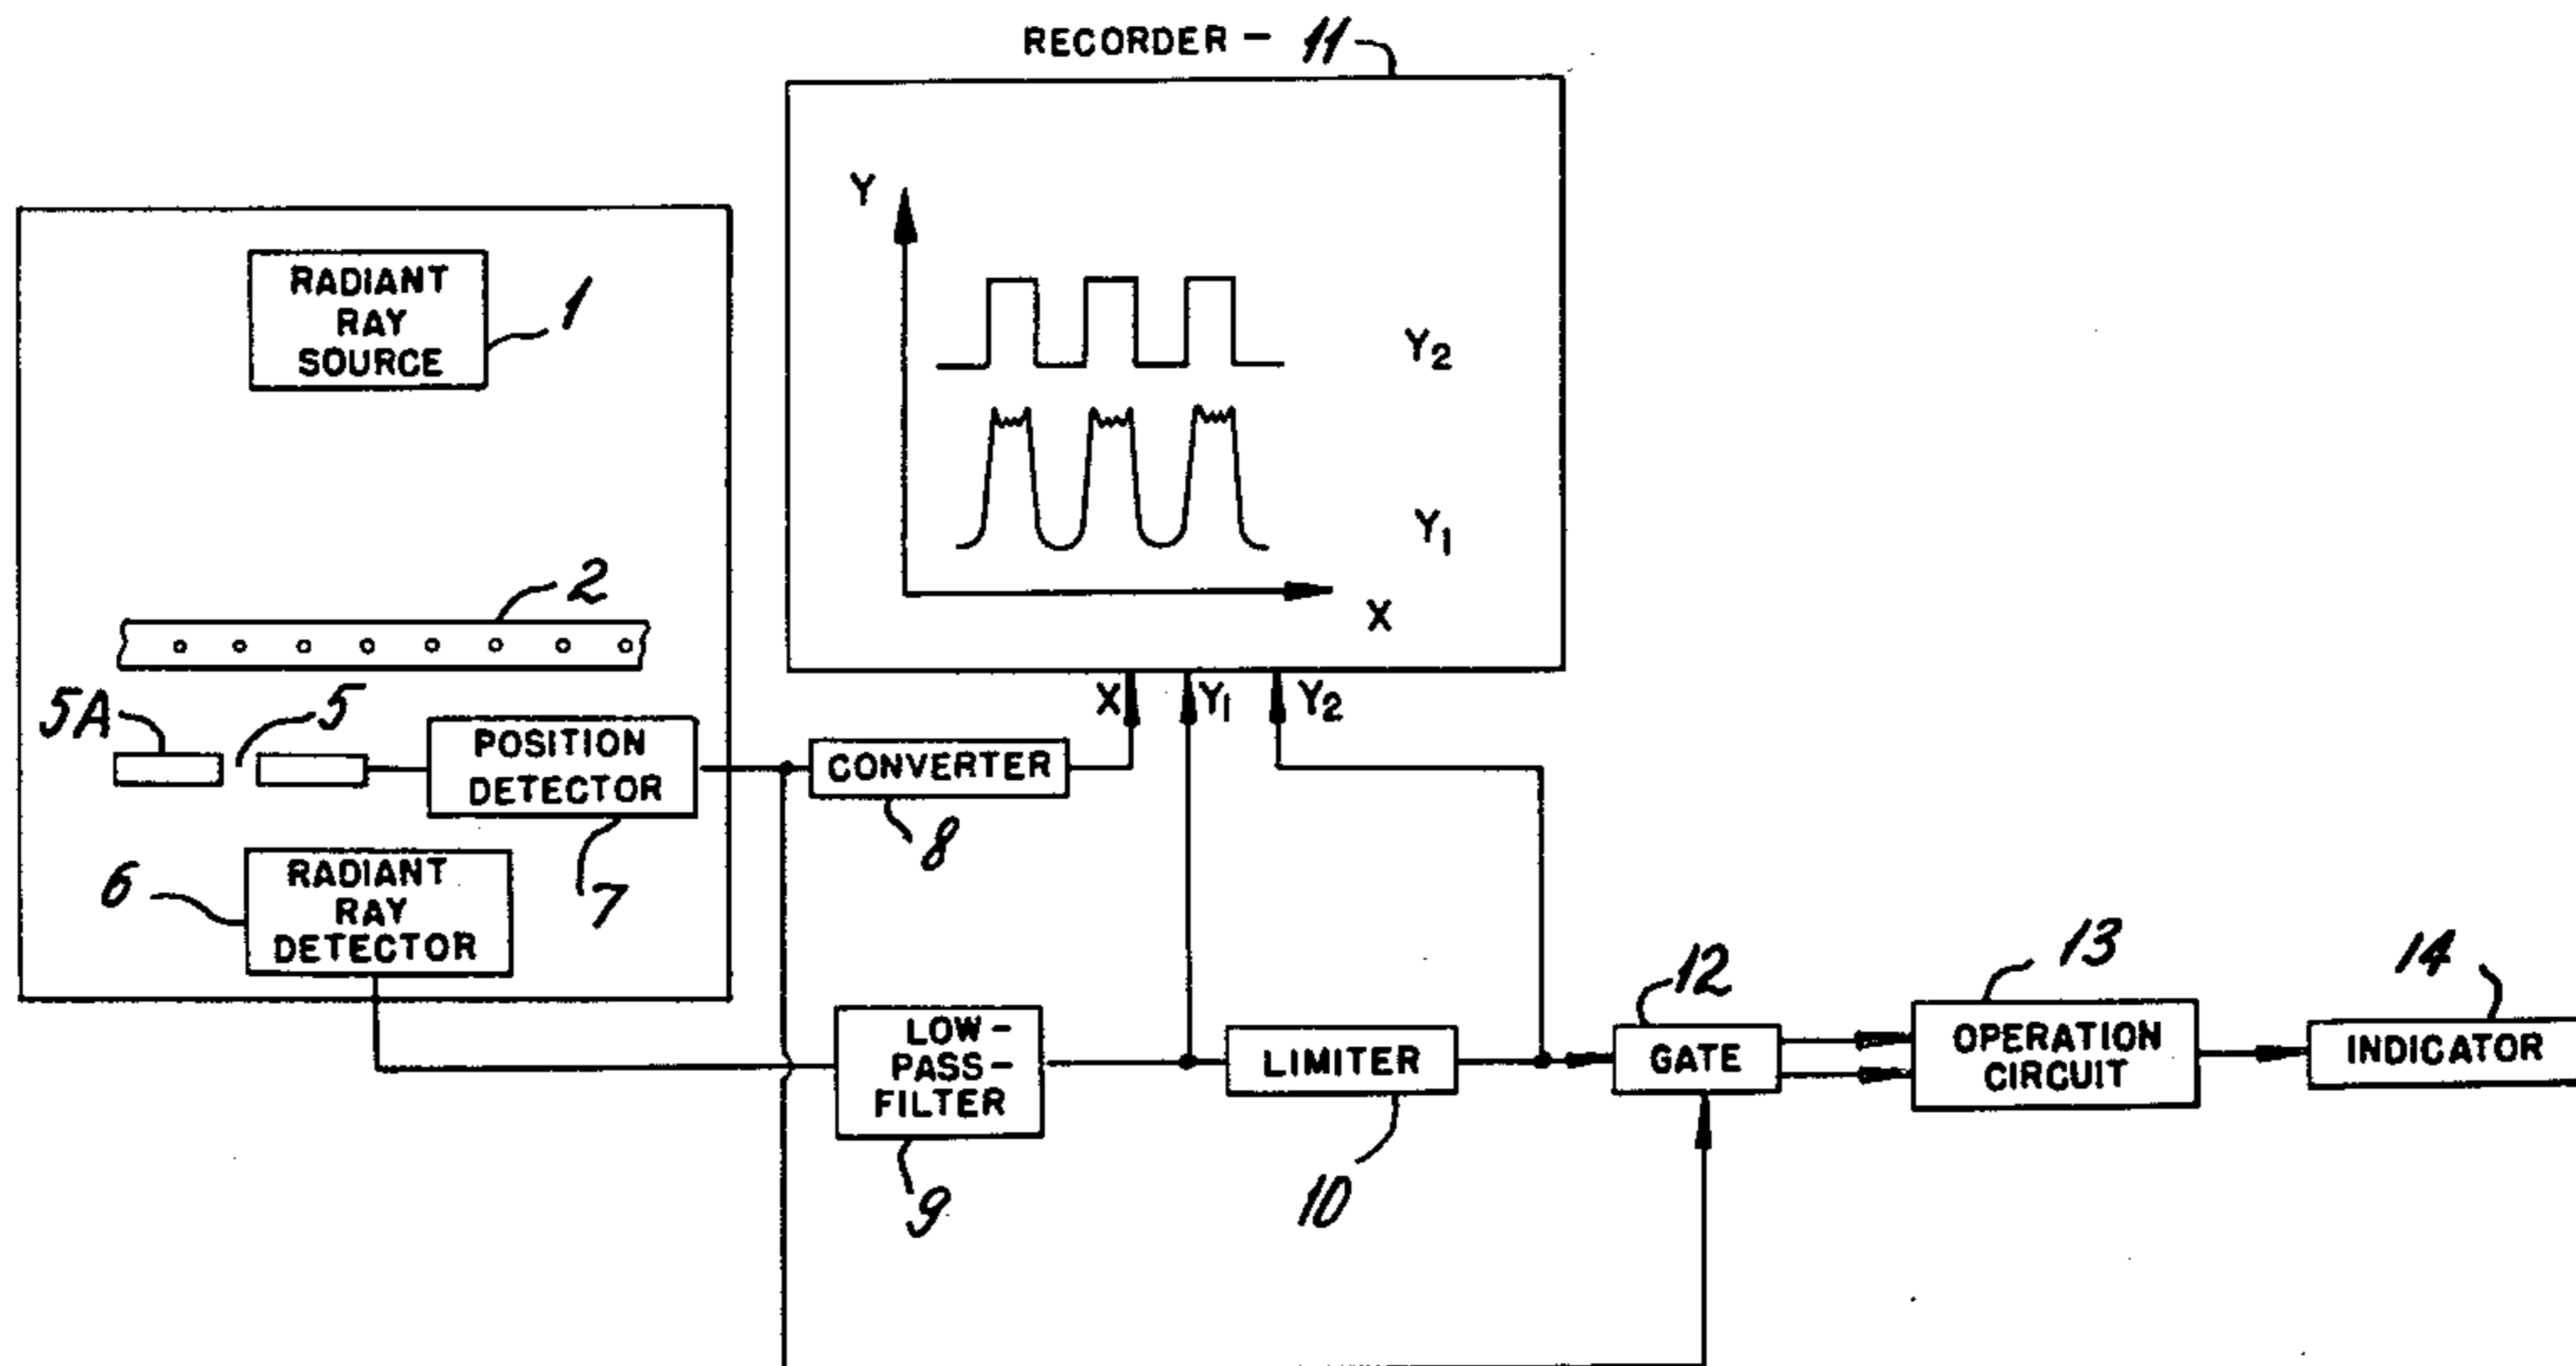 RECORDER - 11
Y
Y2
Y1
X
RADIANT
RAY
SOURCE
1
2
5A
5
POSITION
DETECTOR
7
RADIANT
RAY
DETECTOR
6
X
Y1
Y2
CONVERTER
8
LOW-
PASS-
FILTER
9
LIMITER
10
GATE
12
OPERATION
CIRCUIT
13
INDICATOR
14